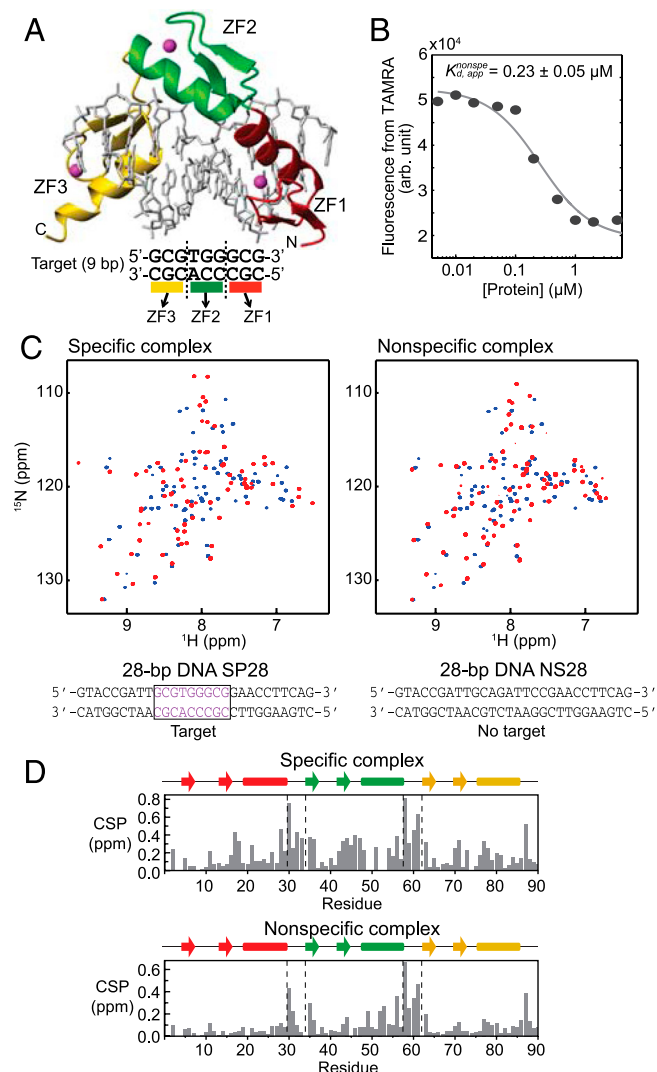 A
ZF2
ZF3
ZF1
C
N
Target (9 bp)
5’-GCGTGGGCG-3’
3’-CGCACCCGC-5’
ZF3
ZF2
ZF1
B
x10⁴
K d, app nonspe = 0.23 ± 0.05 μM
Fluorescence from TAMRA
(arb. unit)
6
5
4
3
2
0.01
0.1
1
[Protein] (μM)
C
Specific complex
Nonspecific complex
110
120
130
¹⁵N (ppm)
9
8
7
¹H (ppm)
110
120
130
9
8
7
¹H (ppm)
28-bp DNA SP28
5’-GTACCGATTGCGTGGGCGGAACCTTCAG-3’
3’-CATGGCTAACGCACCCGCCTTGGAAGTC-5’
Target
28-bp DNA NS28
5’-GTACCGATTGCAGATTCCGAACCTTCAG-3’
3’-CATGGCTAACGTCTAAGGCTTGGAAGTC-5’
No target
D
Specific complex
CSP
(ppm)
0.8
0.6
0.4
0.2
0.0
10 20 30 40 50 60 70 80 90
Residue
Nonspecific complex
CSP
(ppm)
0.6
0.4
0.2
0.0
0 10 20 30 40 50 60 70 80 90
Residue